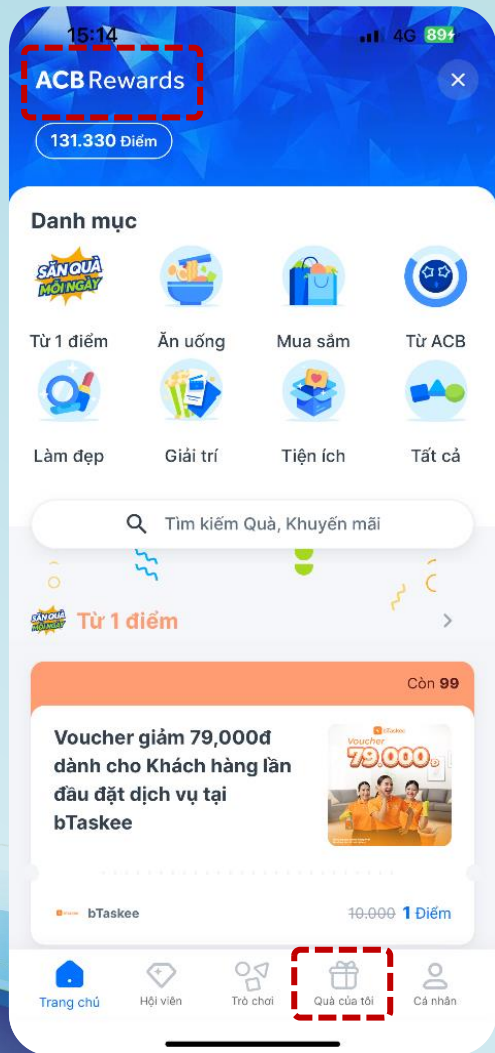 15:14 4G 89
ACB Rewards
131.330 Điểm
Danh mục
SĂN QUÀ
MỖI NGÀY
Từ 1 điểm Ăn uống Mua sắm Từ ACB
Làm đẹp Giải trí Tiện ích Tất cả
Tìm kiếm Quà, Khuyến mãi
SĂN QUÀ
MỖI NGÀY
Từ 1 điểm
Còn 99
Voucher giảm 79,000đ
dành cho Khách hàng lần
đầu đặt dịch vụ tại
bTaskee
bTaskee
Voucher
79.000đ
bTaskee
10.000 1 Điểm
Trang chủ Hội viên Trò chơi Quà của tôi Cá nhân